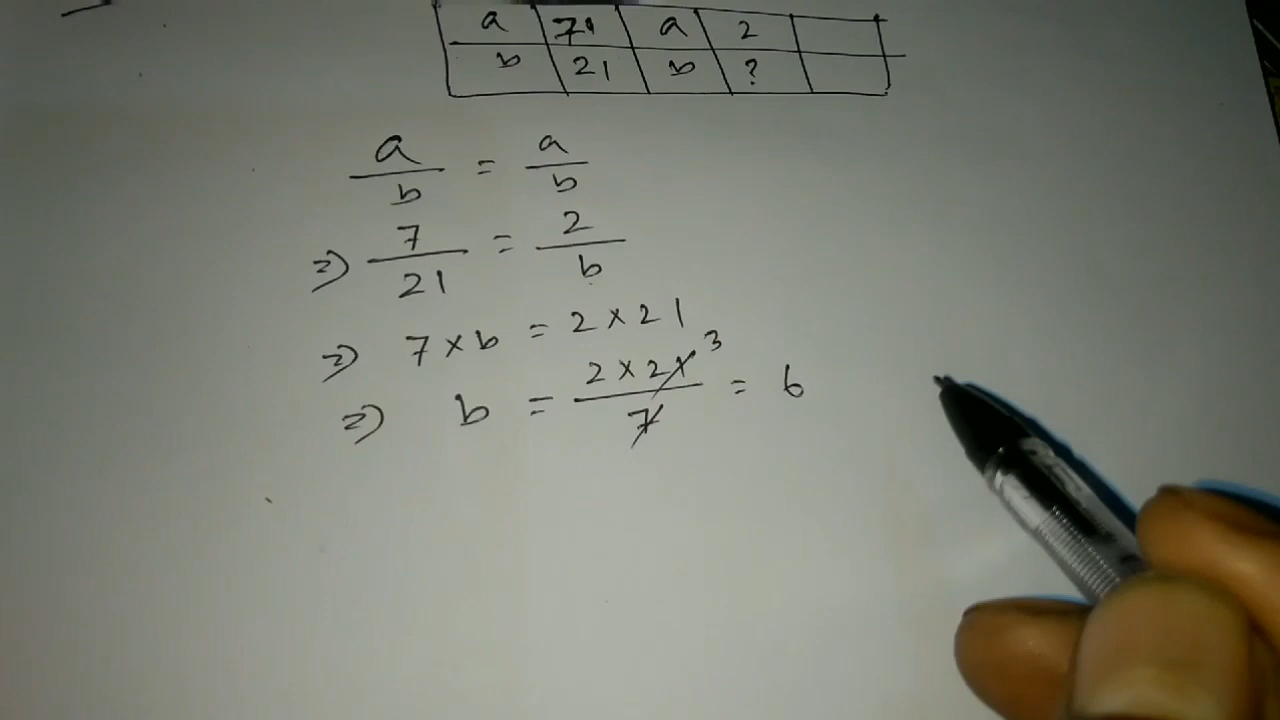 a 7 a 2
b 21 b ?
a/b = a/b
⇒) 7/21 = 2/b
⇒) 7 × b = 2 × 21
⇒) b = 2 × 21/7 3 = 6